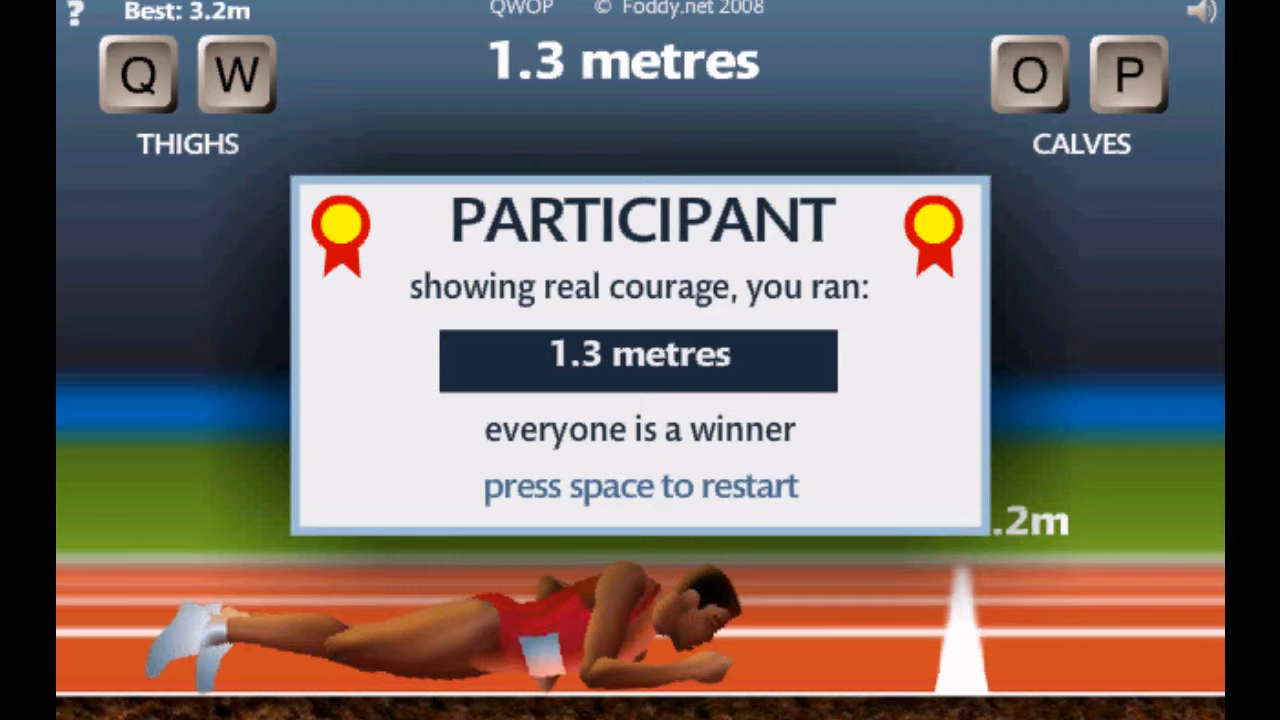 ?
Best: 3.2m
QWOP © Foddy.net 2008
Q W
1.3 metres
O P
THIGHS
CALVES
PARTICIPANT
showing real courage, you ran:
1.3 metres
everyone is a winner
press space to restart
.2m